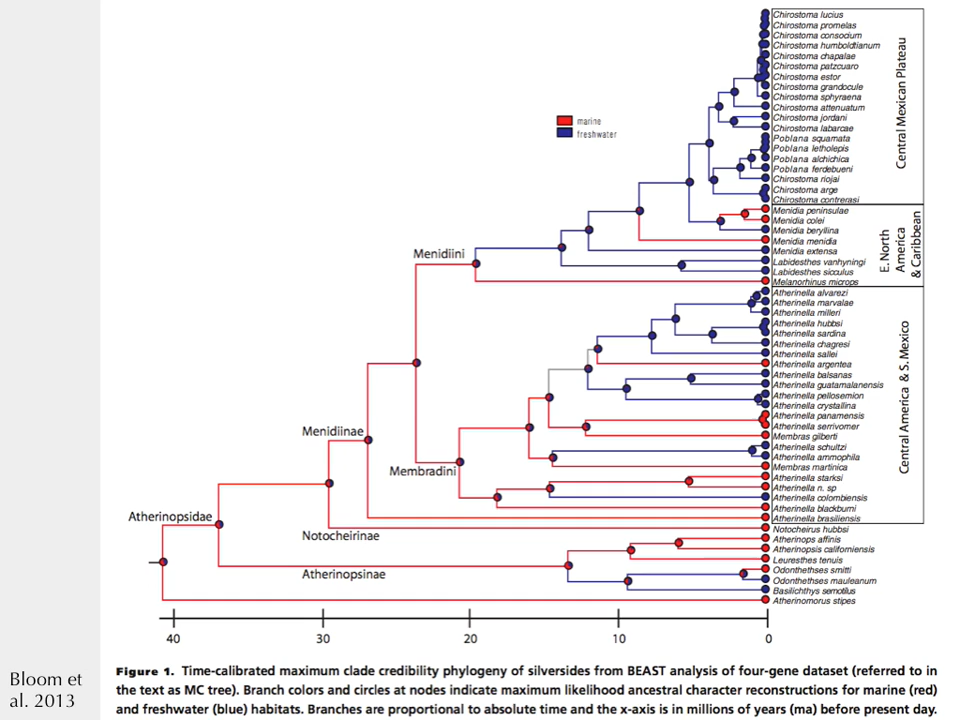 Chirostoma lucius
Chirostoma promelas
Chirostoma consocium
Chirostoma humboldtianum
Chirostoma chapalae
Chirostoma patzcuaro
Chirostoma estor
Chirostoma grandocule
Chirostoma sphyraena
Chirostoma attenuatum
Chirostoma jordani
Chirostoma labarcae
Poblana squamata
Poblana letholepis
Poblana alchichica
Poblana ferdebueni
Chirostoma riojai
Chirostoma arge
Chirostoma contrerasi
Central Mexican Plateau
marine
freshwater
Menidia peninsulae
Menidia colei
Menidia beryllina
Menidia menidia
Menidia extensa
Labidesthes vanhyningi
Labidesthes sicculus
Melanorhinus microps
E. North
America
& Caribbean
Menidiini
Atherinella alvarezi
Atherinella marvalae
Atherinella milleri
Atherinella hubbsi
Atherinella sardina
Atherinella chagresi
Atherinella sallei
Atherinella argentea
Atherinella balsanas
Atherinella guatamalanensis
Atherinella pellosemion
Atherinella crystallina
Atherinella panamensis
Atherinella serrivomer
Membras gilberti
Atherinella schultzi
Atherinella ammophila
Membras martinica
Atherinella starksi
Atherinella n. sp
Atherinella colombiensis
Atherinella blackburni
Atherinella brasiliensis
Central America & S. Mexico
Menidiinae
Membradini
Atherinopsidae
Notocheirinae
Atherinopsinae
Notocheirus hubbsi
Atherinops affinis
Atherinopsis californiensis
Leuresthes tenuis
Odonthethses smitti
Odonthethses mauleanum
Basilichthys semotilus
Atherinomorus stipes
40 30 20 10 0
Bloom et
al. 2013
Figure 1. Time-calibrated maximum clade credibility phylogeny of silversides from BEAST analysis of four-gene dataset (referred to in
the text as MC tree). Branch colors and circles at nodes indicate maximum likelihood ancestral character reconstructions for marine (red)
and freshwater (blue) habitats. Branches are proportional to absolute time and the x-axis is in millions of years (ma) before present day.